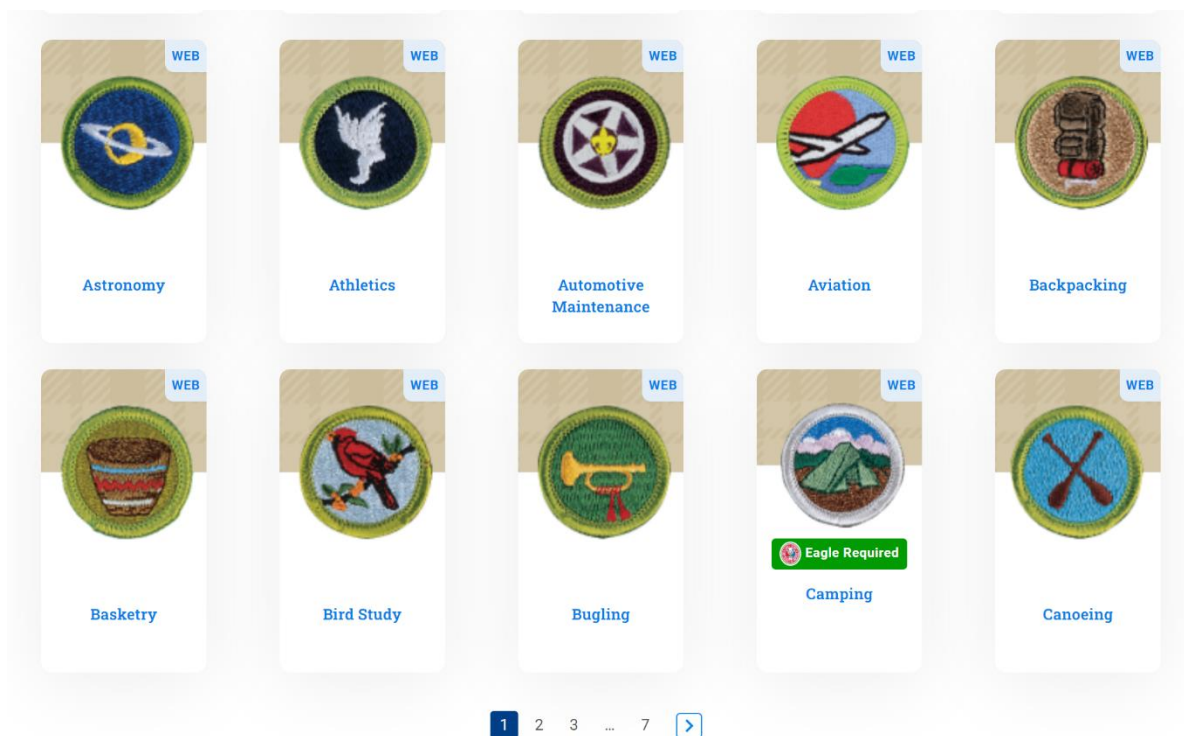 WEB WEB WEB WEB WEB
Astronomy Athletics Automotive Aviation Backpacking
Maintenance
WEB WEB WEB WEB WEB
Eagle Required
Camping
Basketry Bird Study Bugling Canoeing
1 2 3 ... 7 >